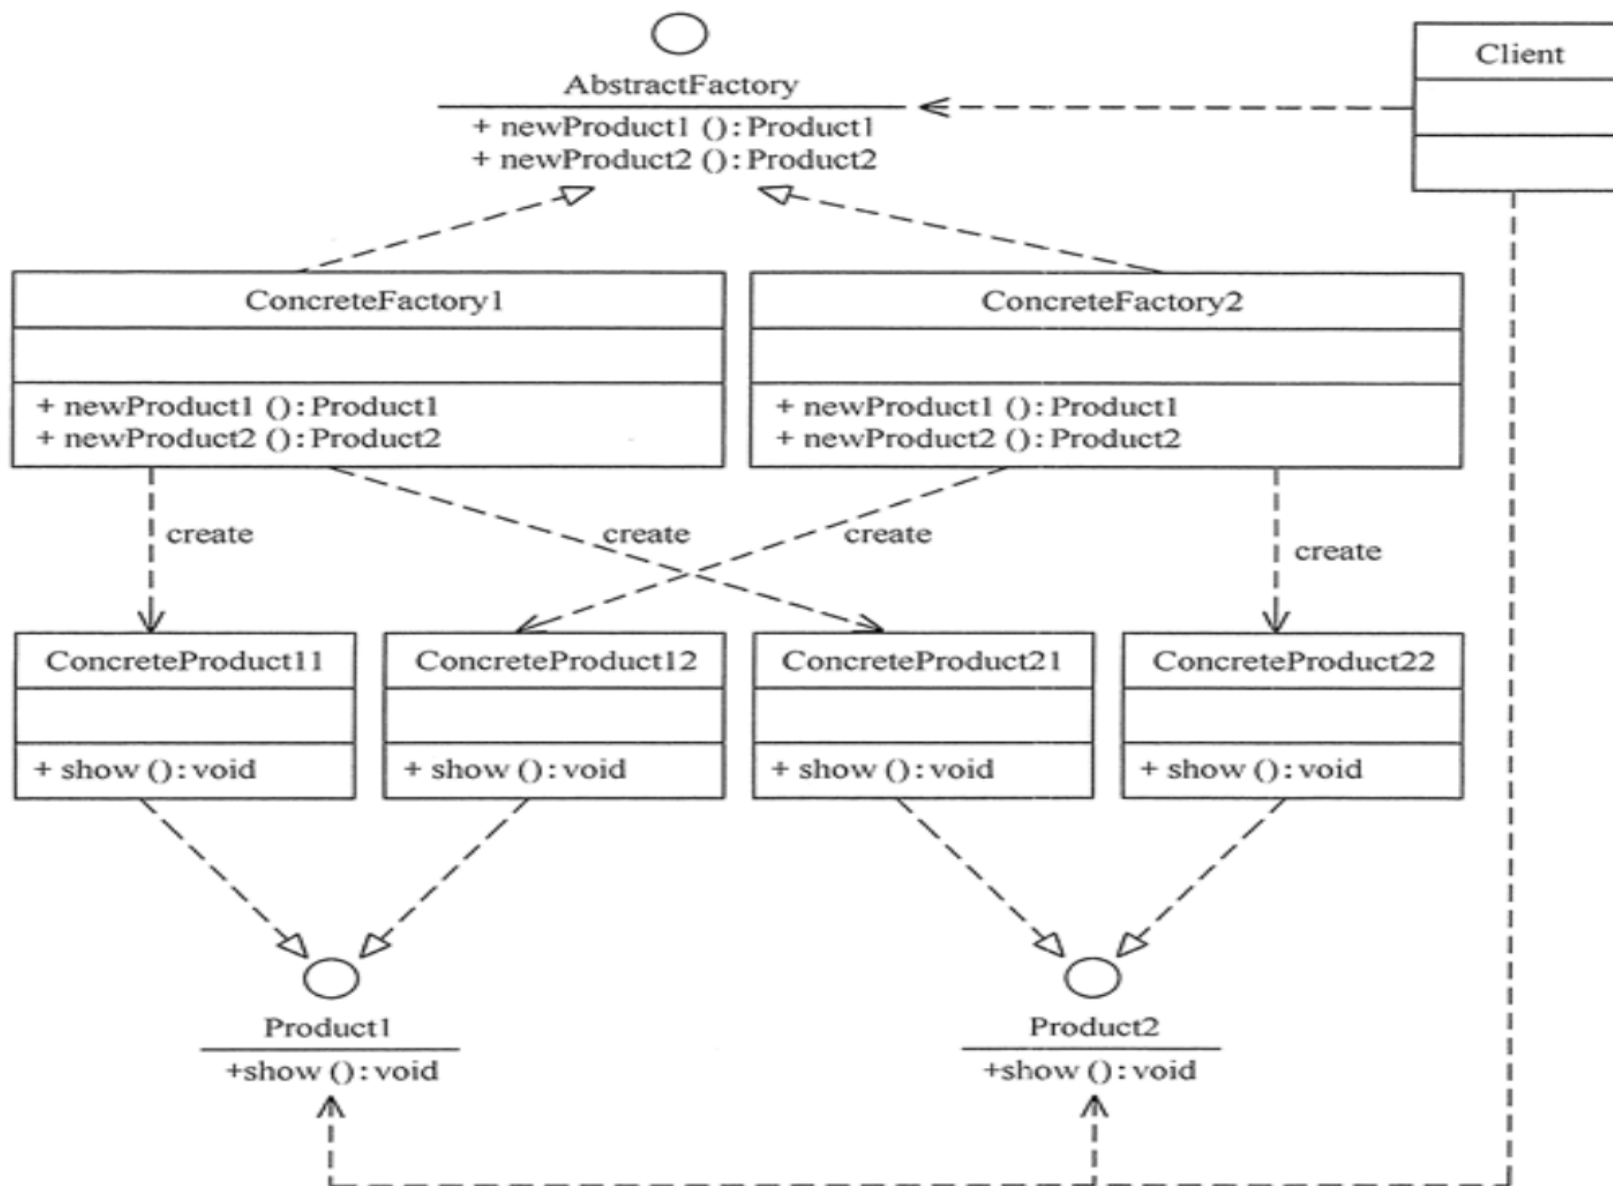 Client
AbstractFactory
+ newProduct1 () : Product1
+ newProduct2 () : Product2
ConcreteFactory1
+ newProduct1 () : Product1
+ newProduct2 () : Product2
ConcreteFactory2
+ newProduct1 () : Product1
+ newProduct2 () : Product2
create
create
create
create
ConcreteProduct11
+ show () : void
ConcreteProduct12
+ show () : void
ConcreteProduct21
+ show () : void
ConcreteProduct22
+ show () : void
Product1
+show () : void
Product2
+show () : void